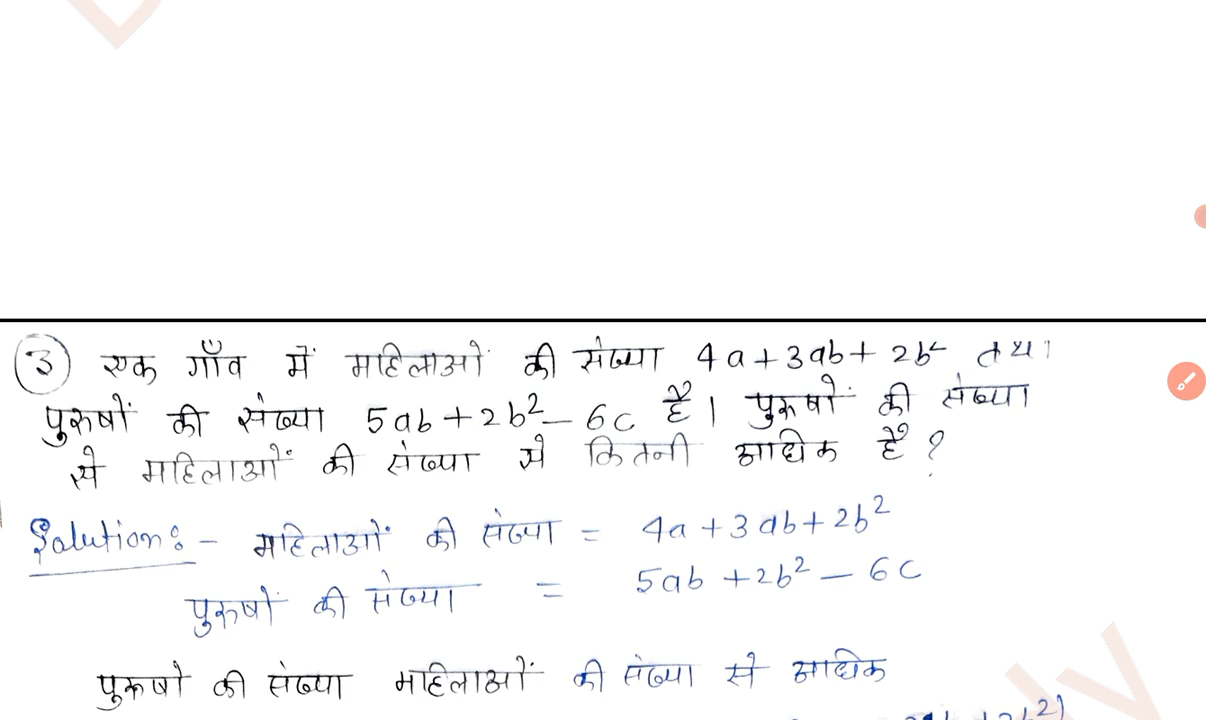 ③ एक गाँव में महिलाओं की संख्या 4a + 3ab + 2b² तथा
पुरुषों की संख्या 5ab + 2b² – 6c है। पुरुषों की संख्या
से महिलाओं की संख्या से कितनी अधिक है?
Solution:- महिलाओं की संख्या = 4a + 3ab + 2b²
पुरुषों की संख्या = 5ab + 2b² – 6c
पुरुषों की संख्या महिलाओं की संख्या से अधिक